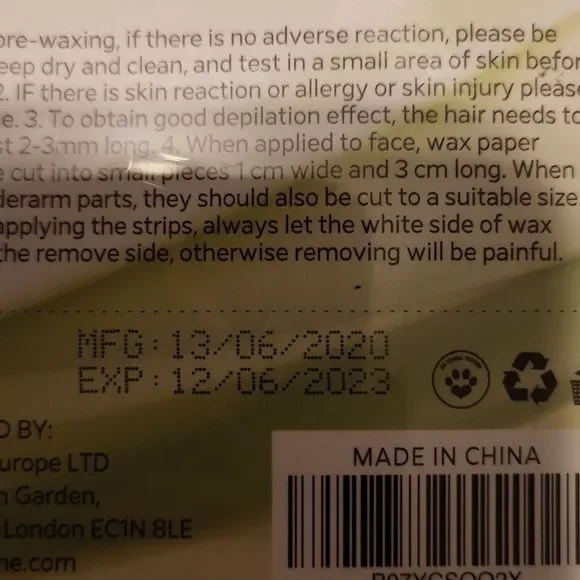 pre-waxing, if there is no adverse reaction, please be
eep dry and clean, and test in a small area of skin befor
2. IF there is skin reaction or allergy or skin injury please
e. 3. To obtain good depilation effect, the hair needs to
st 2-3mm long. 4. When applied to face, wax paper
e cut into small pieces 1 cm wide and 3 cm long. When
derarm parts, they should also be cut to a suitable size.
applying the strips, always let the white side of wax
the remove side, otherwise removing will be painful.
MFG: 13/06/2020
EXP: 12/06/2023
D BY:
urope LTD
n Garden,
London EC1N 8LE
ne.com
MADE IN CHINA